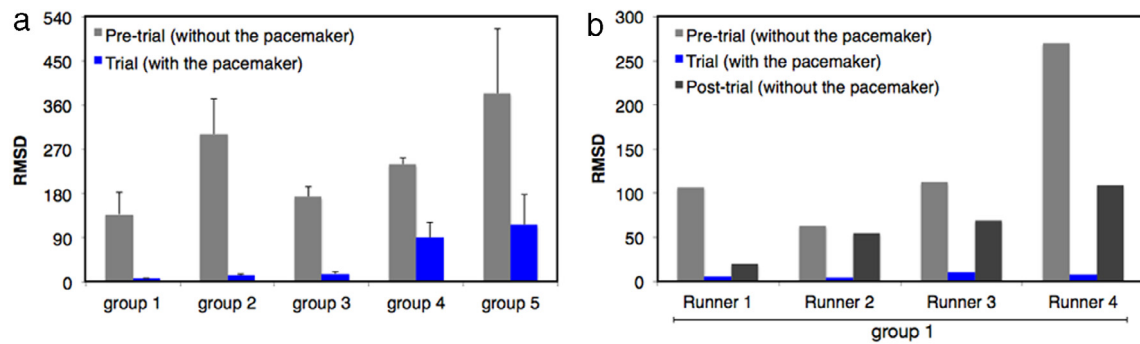 a
540
450
360
270
180
90
0
RMSD
Pre-trial (without the pacemaker)
Trial (with the pacemaker)
group 1
group 2
group 3
group 4
group 5
b
300
250
200
150
100
50
0
RMSD
Pre-trial (without the pacemaker)
Trial (with the pacemaker)
Post-trial (without the pacemaker)
Runner 1
Runner 2
Runner 3
Runner 4
group 1